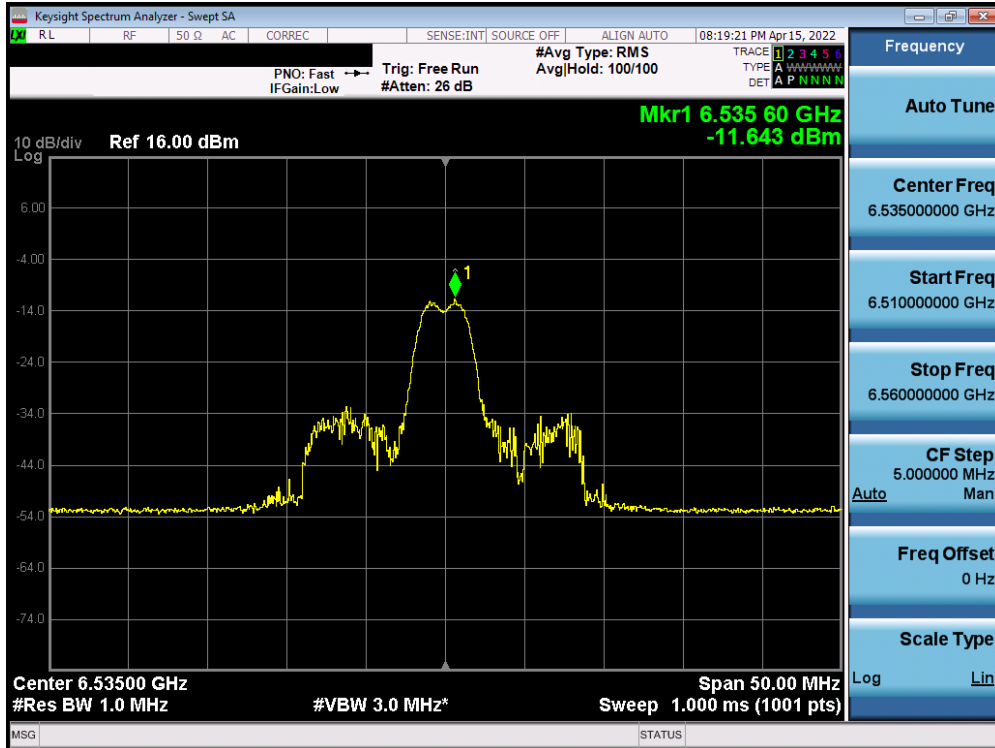 Keysight Spectrum Analyzer - Swept SA
LXI RL RF 50 Ω AC CORREC SENSE:INT SOURCE OFF ALIGN AUTO 08:19:21 PM Apr 15, 2022
PNO: Fast
IFGain:Low
Trig: Free Run
#Atten: 26 dB
#Avg Type: RMS
Avg|Hold: 100/100
TRACE 1 2 3 4 5 6
TYPE A WWWWW
DET A P N N N N
Mkr1 6.535 60 GHz
-11.643 dBm
10 dB/div Ref 16.00 dBm
Log
6.00
-4.00
-14.0
-24.0
-34.0
-44.0
-54.0
-64.0
-74.0
1
Center 6.53500 GHz Span 50.00 MHz
#Res BW 1.0 MHz #VBW 3.0 MHz* Sweep 1.000 ms (1001 pts)
MSG STATUS
Frequency
Auto Tune
Center Freq
6.535000000 GHz
Start Freq
6.510000000 GHz
Stop Freq
6.560000000 GHz
CF Step
5.000000 MHz
Auto Man
Freq Offset
0 Hz
Scale Type
Log Lin